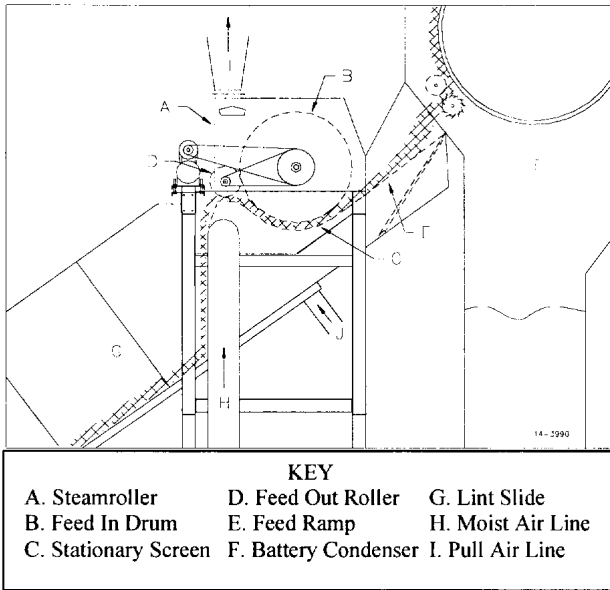 I
B
A
D
F
E
C
J
G
H
14-3990
KEY
A. Steamroller D. Feed Out Roller G. Lint Slide
B. Feed In Drum E. Feed Ramp H. Moist Air Line
C. Stationary Screen F. Battery Condenser I. Pull Air Line